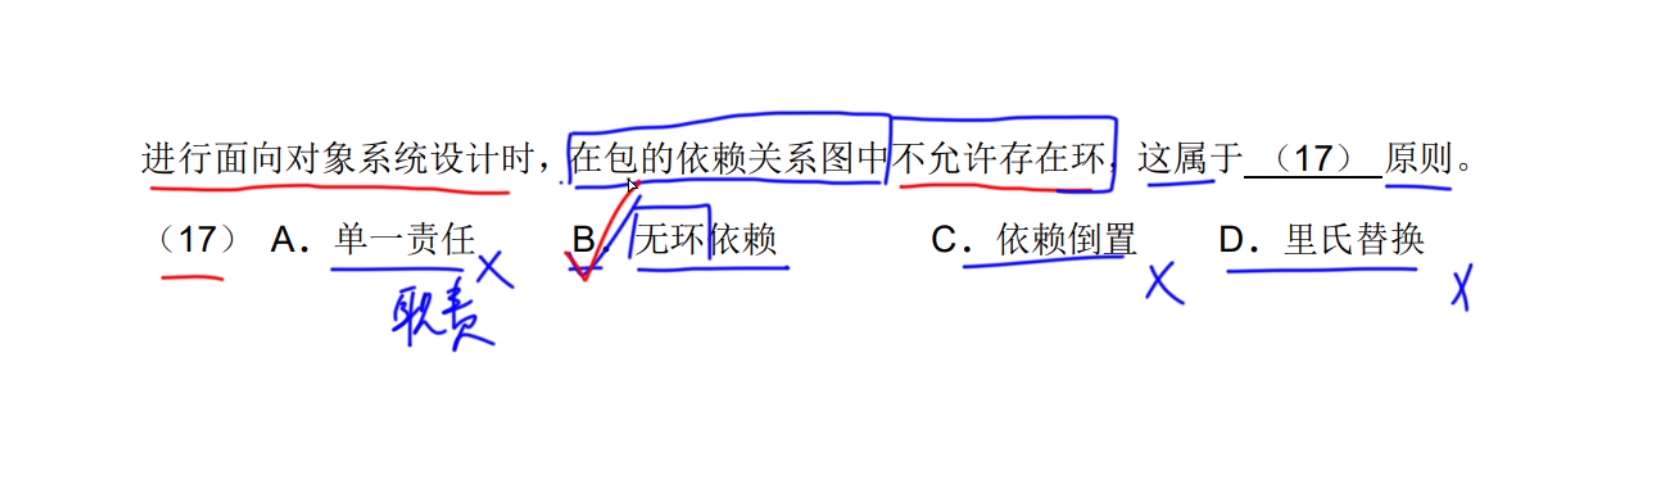 进行面向对象系统设计时，在包的依赖关系图中不允许存在环，这属于 （17） 原则。
（17） A．单一责任 B．无环依赖 C．依赖倒置 D．里氏替换
职责